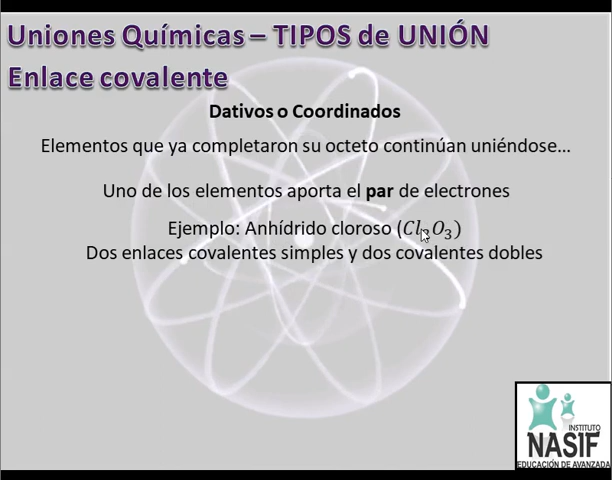 Uniones Químicas – TIPOS de UNIÓN
Enlace covalente
Dativos o Coordinados
Elementos que ya completaron su octeto continúan uniéndose...
Uno de los elementos aporta el par de electrones
Ejemplo: Anhídrido cloroso (Cl₂O₃)
Dos enlaces covalentes simples y dos covalentes dobles
INSTITUTO
NASIF
EDUCACIÓN DE AVANZADA